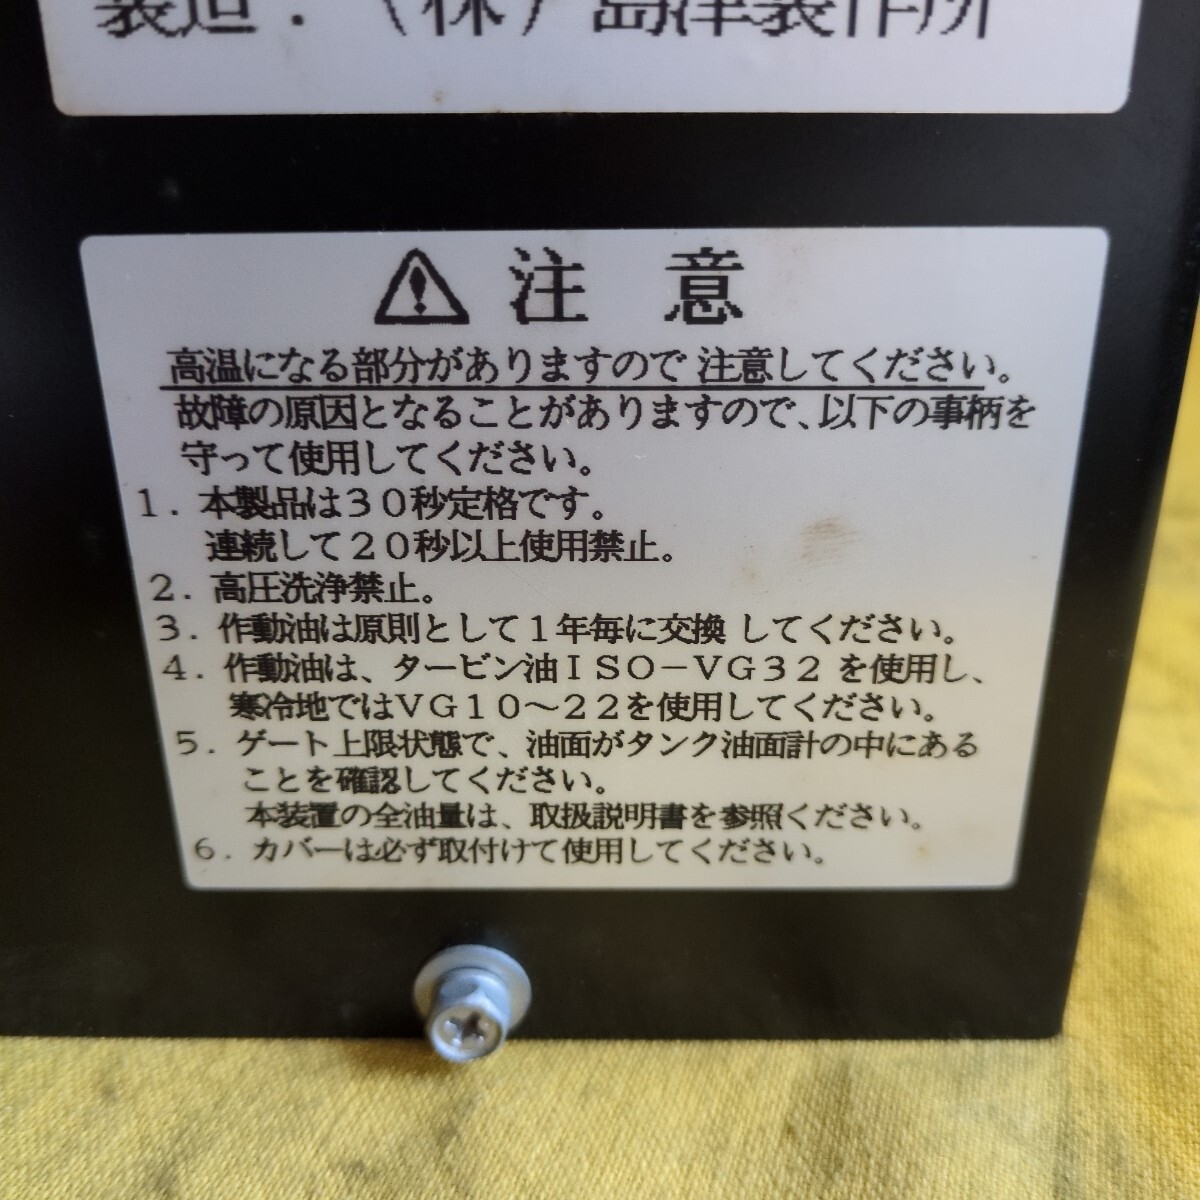 製造：（株）島津製作所
注意
高温になる部分がありますので 注意してください。
故障の原因となることがありますので、以下の事柄を
守って使用してください。
１．本製品は３０秒定格です。
連続して２０秒以上使用禁止。
２．高圧洗浄禁止。
３．作動油は原則として１年毎に交換 してください。
４．作動油は、タービン油ＩＳＯ－ＶＧ３２ を使用し、
寒冷地ではＶＧ１０～２２を使用してください。
５．ゲート上限状態で、油面がタンク油面計の中にある
ことを確認してください。
本装置の全油量は、取扱説明書を参照ください。
６．カバーは必ず取付けて使用してください。